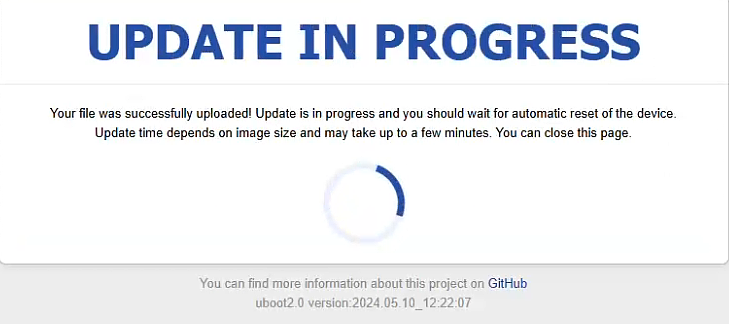 UPDATE IN PROGRESS
Your file was successfully uploaded! Update is in progress and you should wait for automatic reset of the device.
Update time depends on image size and may take up to a few minutes. You can close this page.
You can find more information about this project on GitHub
uboot2.0 version:2024.05.10_12:22:07